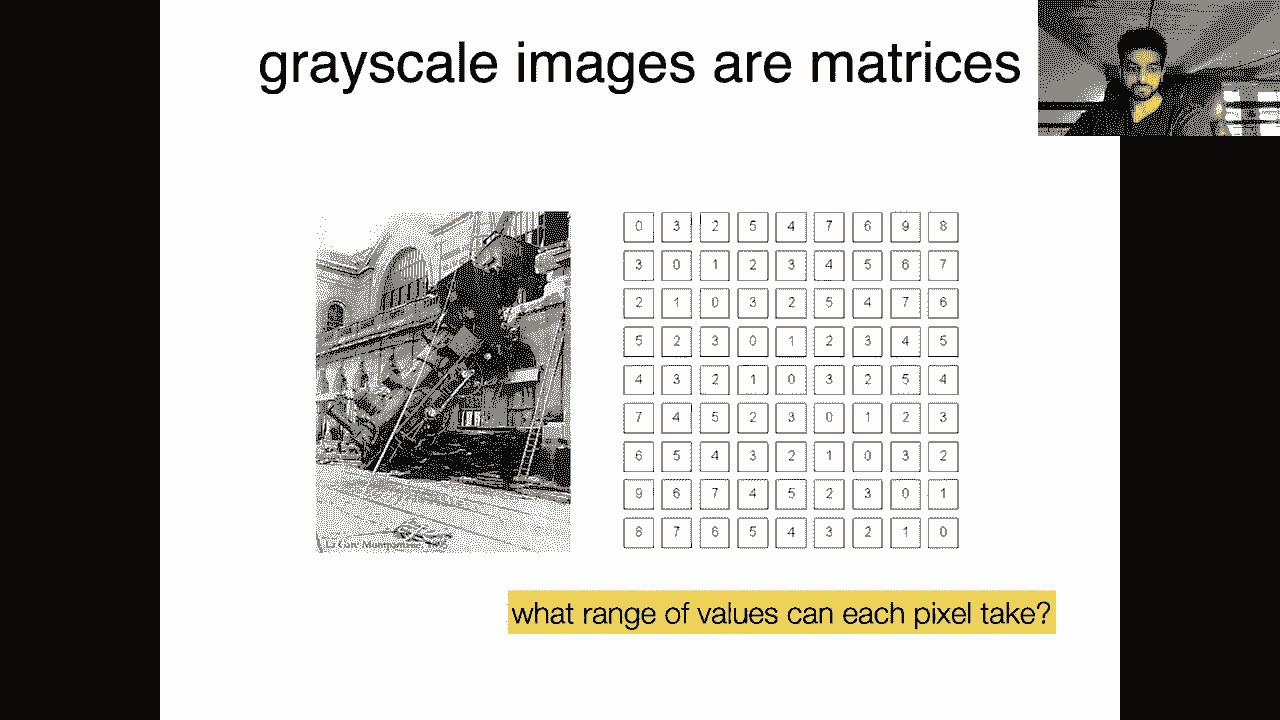 grayscale images are matrices
0 3 2 5 4 7 6 9 8
3 0 1 2 3 4 5 6 7
2 1 0 3 2 5 4 7 6
5 2 3 0 1 2 3 4 5
4 3 2 1 0 3 2 5 4
7 4 5 2 3 0 1 2 3
6 5 4 3 2 1 0 3 2
9 6 7 4 5 2 3 0 1
8 7 6 5 4 3 2 1 0
what range of values can each pixel take?